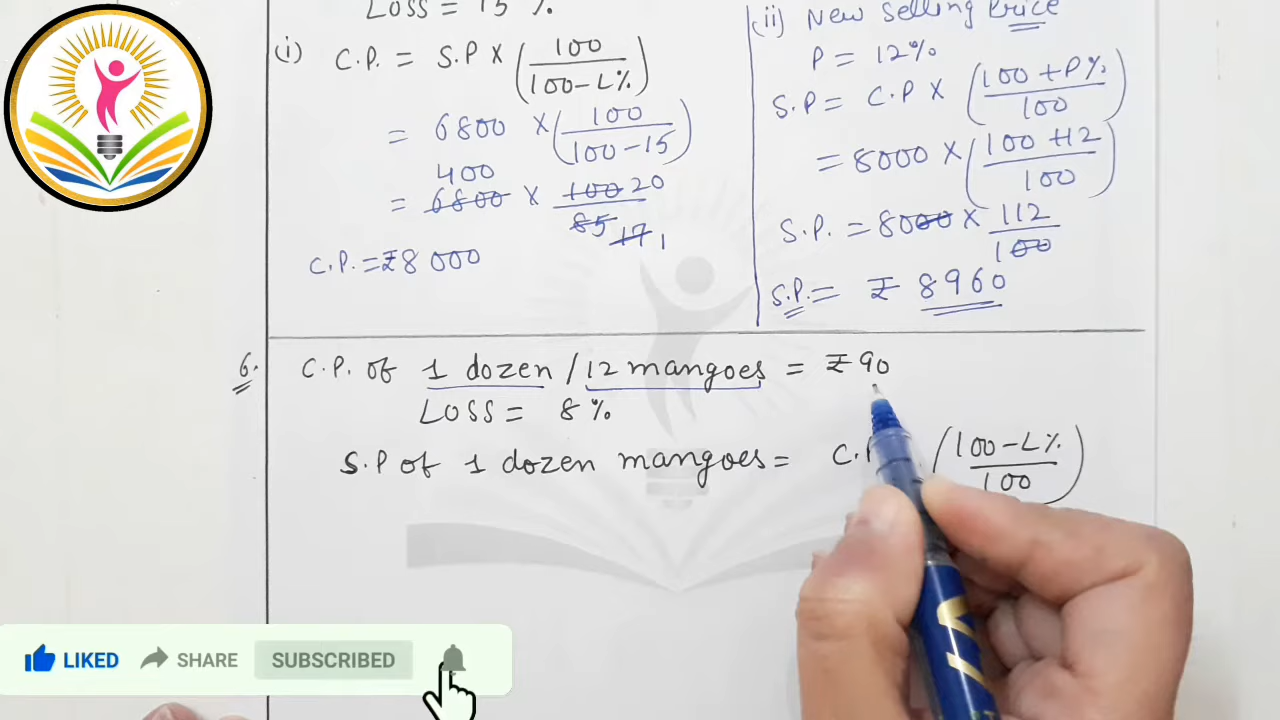 Loss = 15 %.
(i) C.P. = S.P × (100 / 100 - L%)
= 6800 × (100 / 100 - 15)
400
= 6800 × 100 20 / 85 17 1
C.P. = ₹8000
(ii) New Selling Price
P = 12%
S.P = C.P × (100 + P% / 100)
= 8000 × (100 + 12 / 100)
S.P. = 8000 × 112 / 100
S.P. = ₹ 8960
6. C.P. of 1 dozen / 12 mangoes = ₹90
Loss = 8 %
S.P of 1 dozen mangoes = C. (100 - L% / 100)
LIKED SHARE SUBSCRIBED